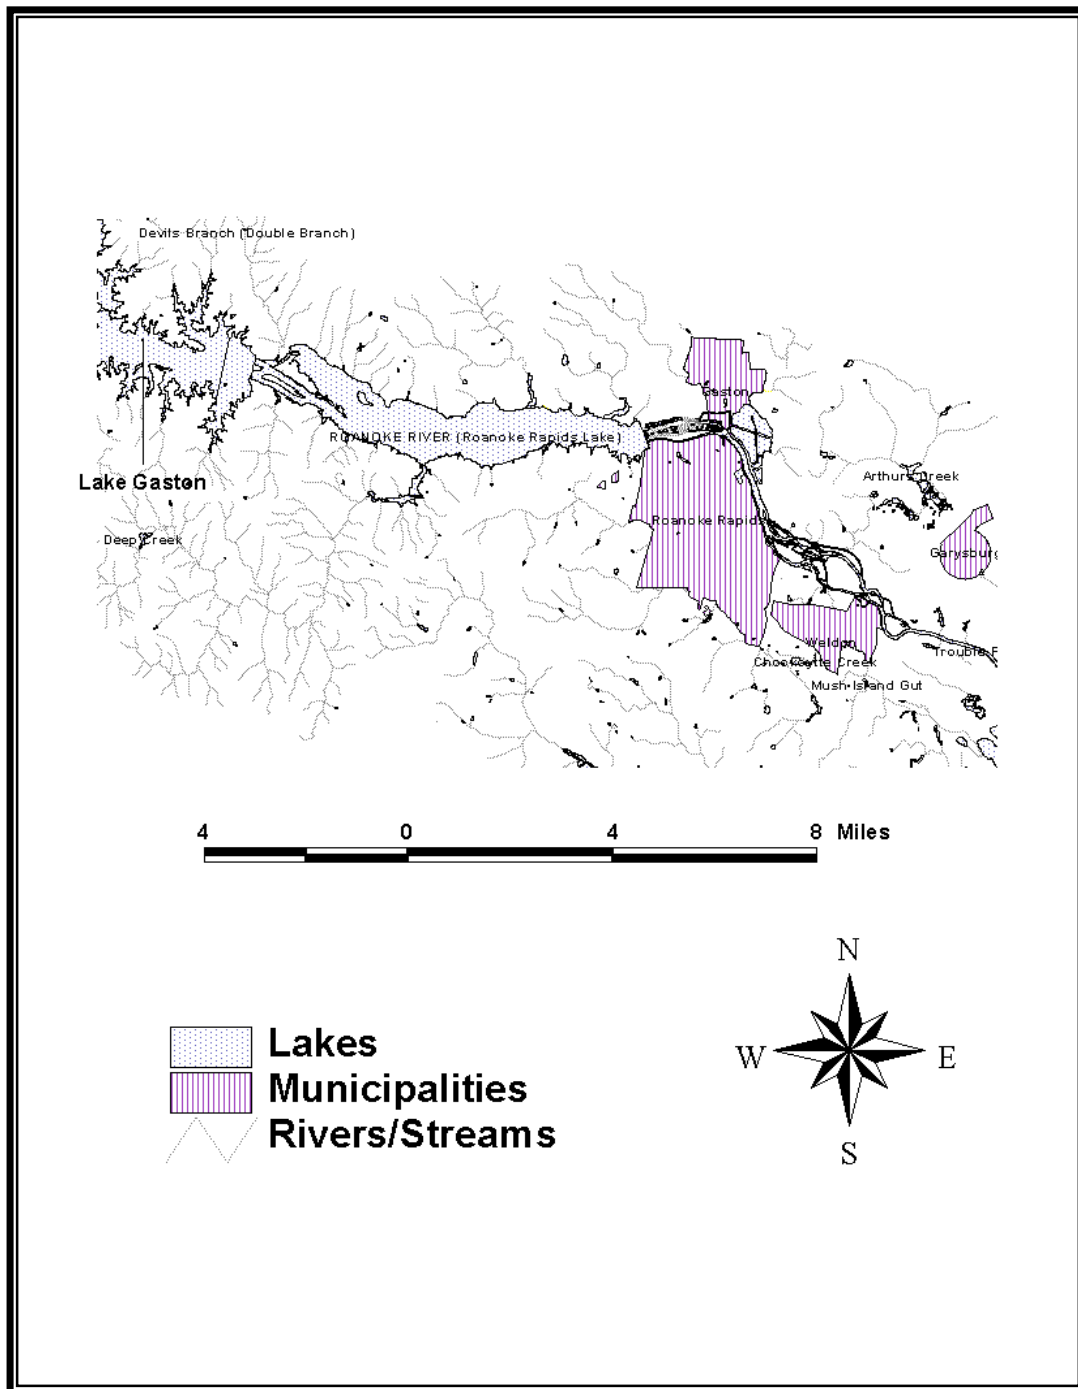 Devils Branch (Double Branch)
Gaston
ROANOKE RIVER (Roanoke Rapids Lake)
Lake Gaston
Arthurs Creek
Roanoke Rapids
Deep Creek
Garysburg
Weldon
Trouble F
Chockoyotte Creek
Mush Island Gut
4 0 4 8 Miles
N
W E
S
Lakes
Municipalities
Rivers/Streams